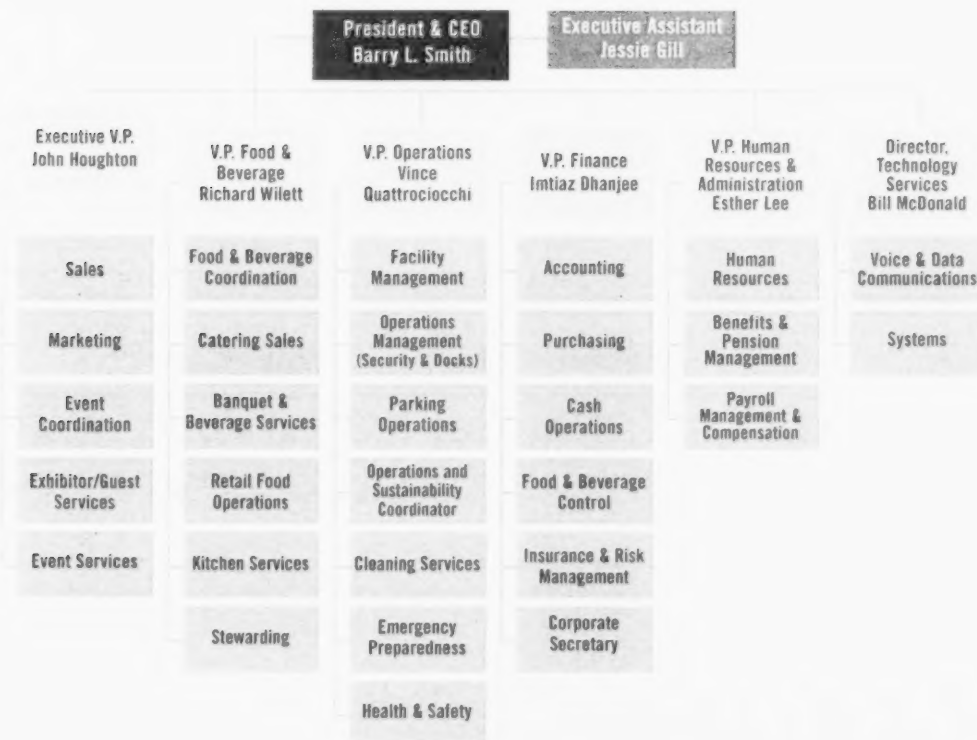 President & CEO
Barry L. Smith
Executive Assistant
Jessie Gill
Executive V.P.
John Houghton
Sales
Marketing
Event
Coordination
Exhibitor/Guest
Services
Event Services
V.P. Food &
Beverage
Richard Wilett
Food & Beverage
Coordination
Catering Sales
Banquet &
Beverage Services
Retail Food
Operations
Kitchen Services
Stewarding
V.P. Operations
Vince
Quattrociocchi
Facility
Management
Operations
Management
(Security & Docks)
Parking
Operations
Operations and
Sustainability
Coordinator
Cleaning Services
Emergency
Preparedness
Health & Safety
V.P. Finance
Imtiaz Dhanjee
Accounting
Purchasing
Cash
Operations
Food & Beverage
Control
Insurance & Risk
Management
Corporate
Secretary
V.P. Human
Resources &
Administration
Esther Lee
Human
Resources
Benefits &
Pension
Management
Payroll
Management &
Compensation
Director,
Technology
Services
Bill McDonald
Voice & Data
Communications
Systems